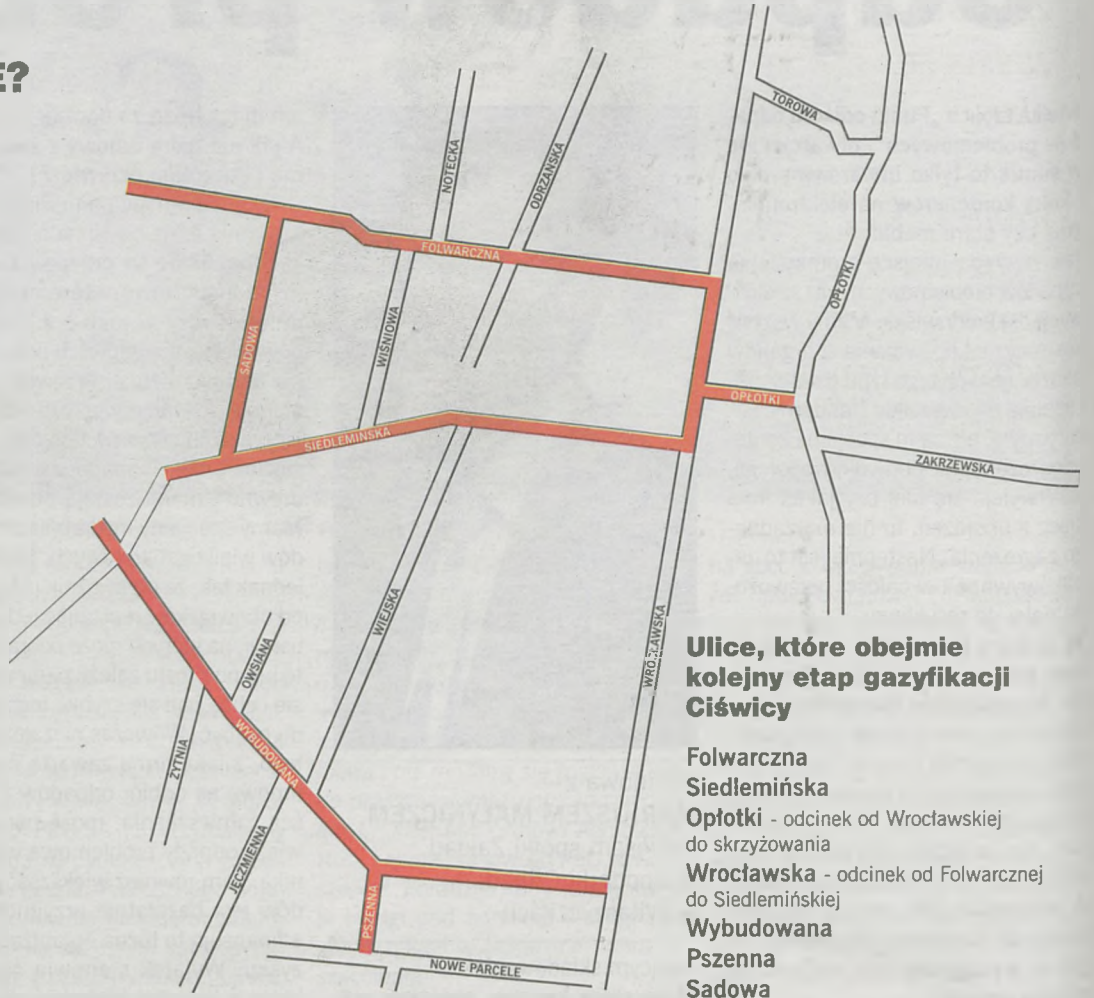 E?
TOROWA
NOTECKA
ODRZAŃSKA
FOLWARCZNA
OPŁOTKI
SADOWA
WIŚNIOWA
OPŁOTKI
SIEDLEMIŃSKA
ZAKRZEWSKA
WIEJSKA
WROCŁAWSKA
OWSIANA
ŻYTNIA
WYBUDOWANA
JĘCZMIENNA
PSZENNA
NOWE PARCELE
Ulice, które obejmie
kolejny etap gazyfikacji
Ciświcy
Folwarczna
Siedlemińska
Opłotki - odcinek od Wrocławskiej
do skrzyżowania
Wrocławska - odcinek od Folwarcznej
do Siedlemińskiej
Wybudowana
Pszenna
Sadowa